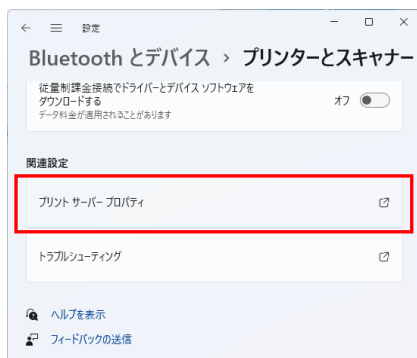 設定
Bluetooth とデバイス › プリンターとスキャナー
従量制課金接続でドライバーとデバイス ソフトウェアを
ダウンロードする
オフ
データ料金が適用されることがあります
関連設定
プリント サーバー プロパティ
トラブルシューティング
ヘルプを表示
フィードバックの送信